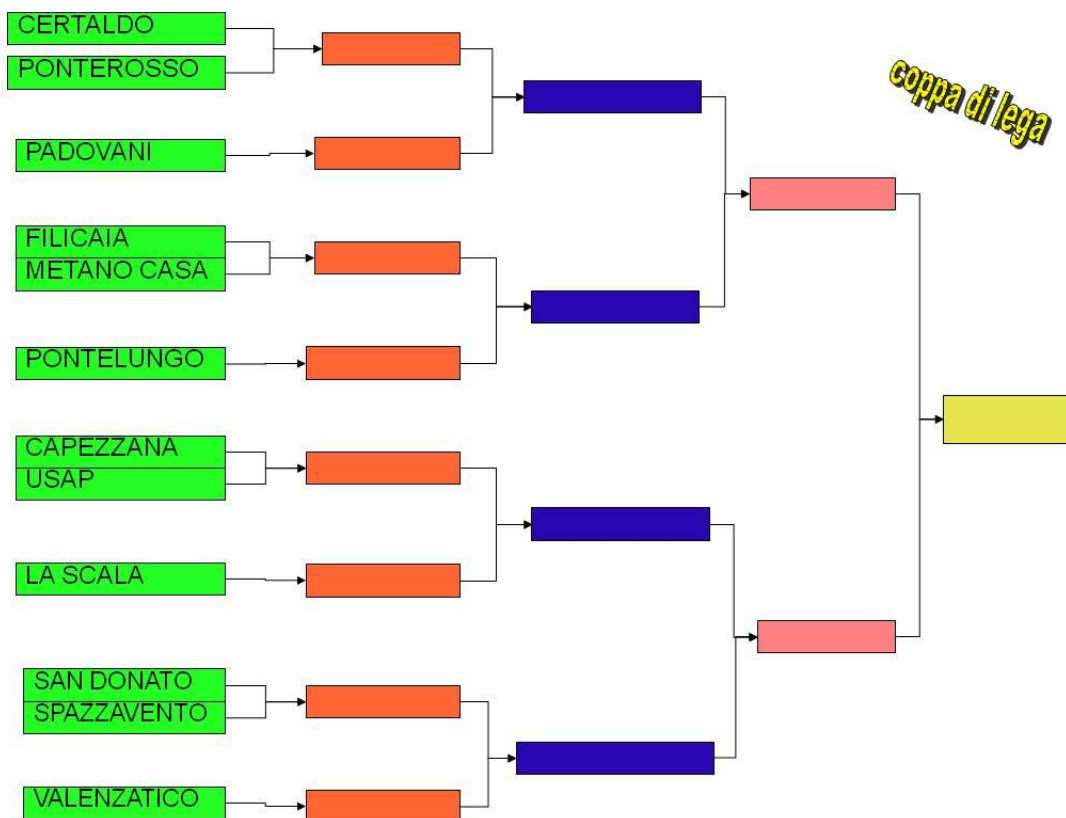 CERTALDO
PONTEROSSO
coppa di lega
PADOVANI
FILICAIA
METANO CASA
PONTELUNGO
CAPEZZANA
USAP
LA SCALA
SAN DONATO
SPAZZAVENTO
VALENZATICO